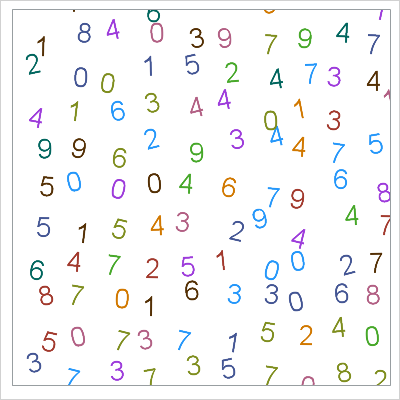 1 8 4 0 3 9 7 9 4 7
2 0 0 1 5 2 4 7 3 4
4 1 6 3 4 4 0 1 3
9 9 6 2 9 3 4 4 7 5
5 0 0 0 4 6 7 9 6 8
5 1 5 4 3 2 9 4 4 7
6 4 7 2 5 1 0 0 2 7
8 7 0 1 6 3 3 0 6 8
5 0 7 3 7 1 5 2 4 0
3 7 3 7 3 5 7 8